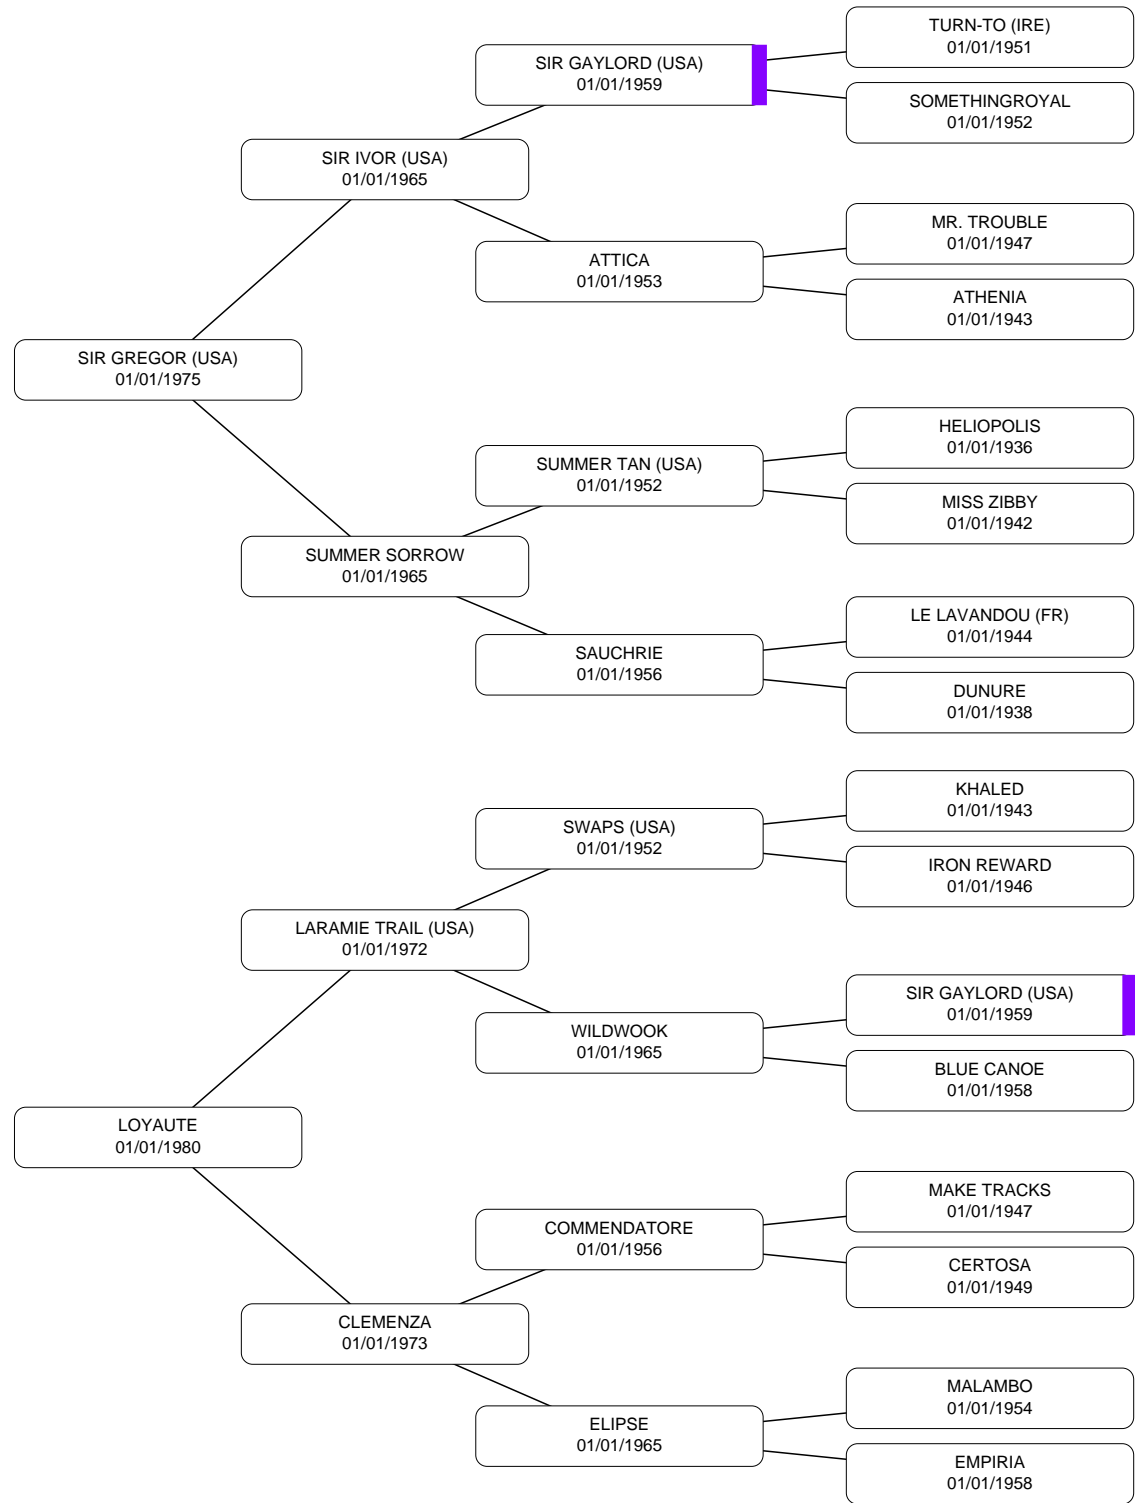 TURN-TO (IRE)
01/01/1951
SIR GAYLORD (USA)
01/01/1959
SOMETHINGROYAL
01/01/1952
SIR IVOR (USA)
01/01/1965
MR. TROUBLE
01/01/1947
ATTICA
01/01/1953
ATHENIA
01/01/1943
SIR GREGOR (USA)
01/01/1975
HELIOPOLIS
01/01/1936
SUMMER TAN (USA)
01/01/1952
MISS ZIBBY
01/01/1942
SUMMER SORROW
01/01/1965
LE LAVANDOU (FR)
01/01/1944
SAUCHRIE
01/01/1956
DUNURE
01/01/1938
KHALED
01/01/1943
SWAPS (USA)
01/01/1952
IRON REWARD
01/01/1946
LARAMIE TRAIL (USA)
01/01/1972
SIR GAYLORD (USA)
01/01/1959
WILDWOOK
01/01/1965
BLUE CANOE
01/01/1958
LOYAUTE
01/01/1980
MAKE TRACKS
01/01/1947
COMMENDATORE
01/01/1956
CERTOSA
01/01/1949
CLEMENZA
01/01/1973
MALAMBO
01/01/1954
ELIPSE
01/01/1965
EMPIRIA
01/01/1958